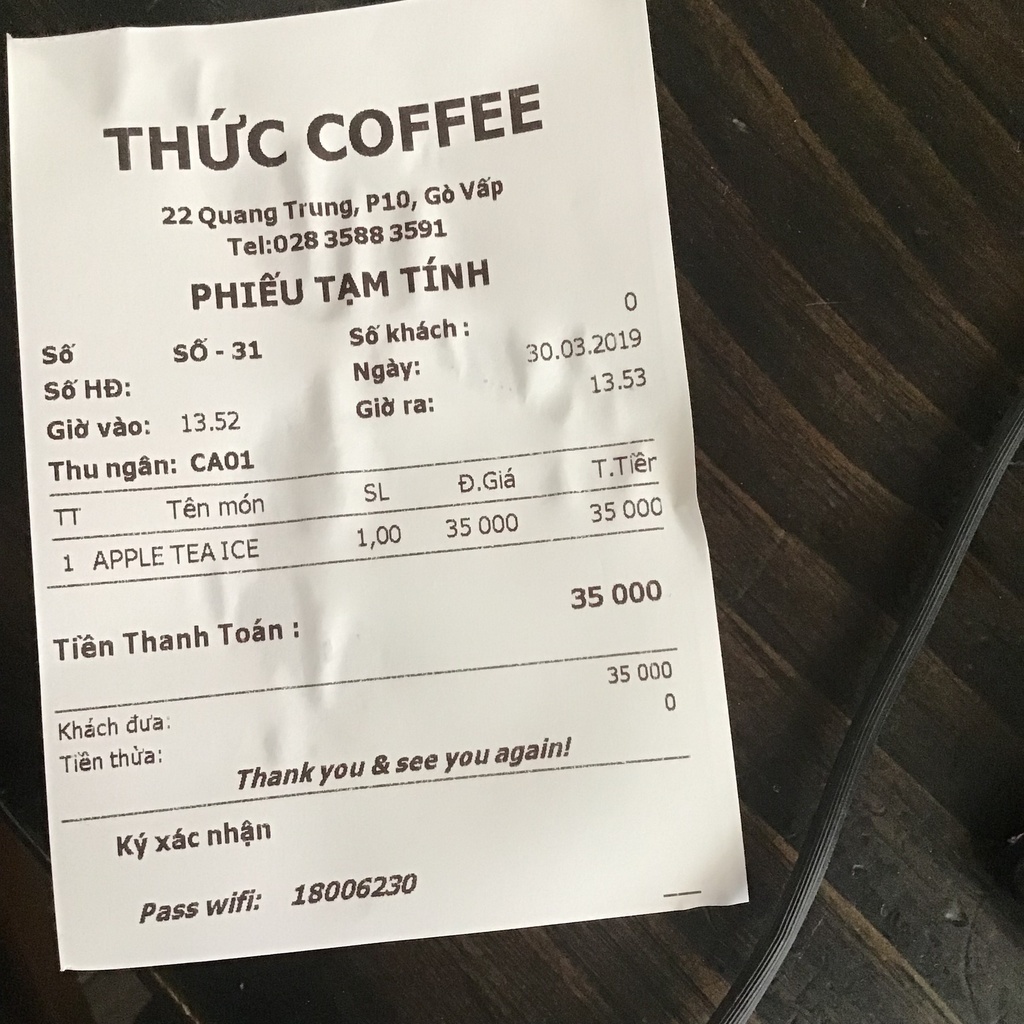 THỨC COFFEE
22 Quang Trung, P10, Gò Vấp
Tel:028 3588 3591
PHIẾU TẠM TÍNH
Số SỐ - 31 Số khách : 0
Số HĐ: Ngày: 30.03.2019
Giờ vào: 13.52 Giờ ra: 13.53
Thu ngân: CA01
TT Tên món SL Đ.Giá T.Tiền
1 APPLE TEA ICE 1,00 35 000 35 000
Tiền Thanh Toán : 35 000
Khách đưa: 35 000
Tiền thừa: 0
Thank you & see you again!
Ký xác nhận
Pass wifi: 18006230